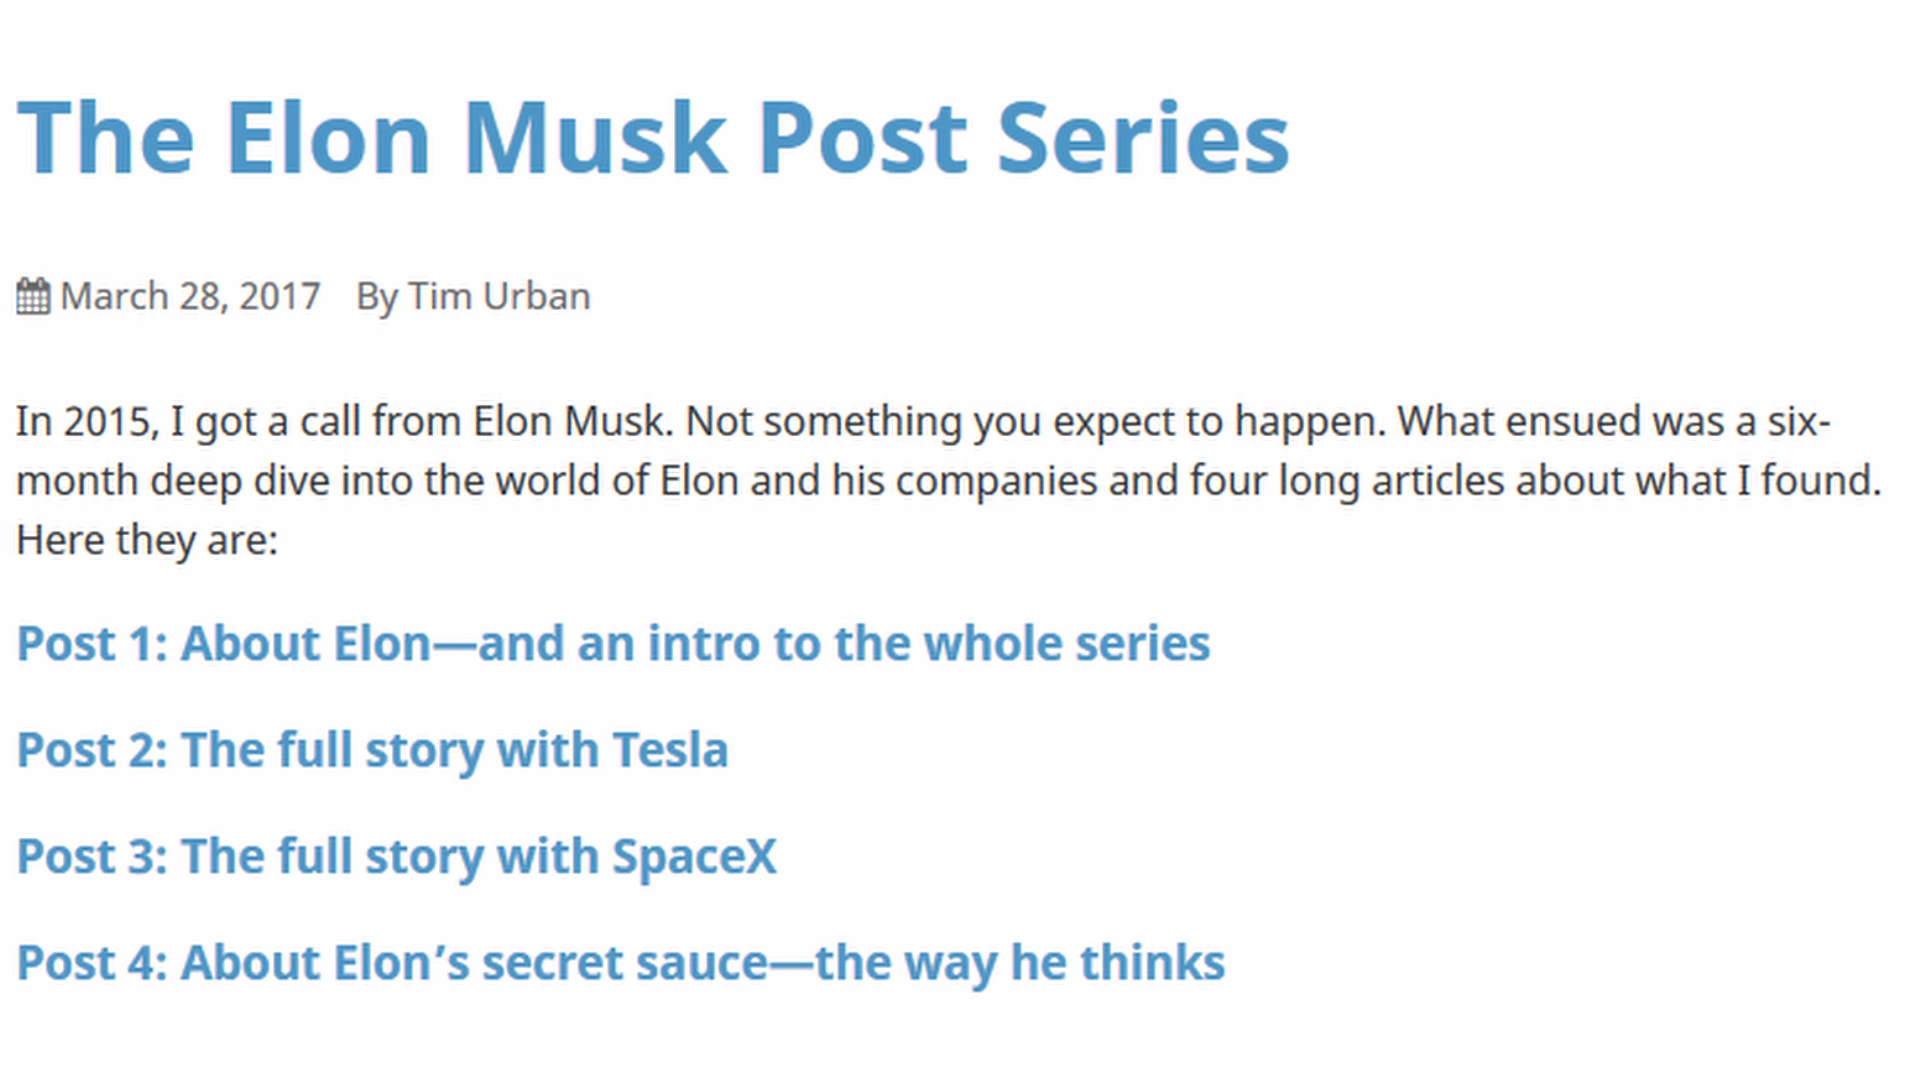 The Elon Musk Post Series
March 28, 2017 By Tim Urban
In 2015, I got a call from Elon Musk. Not something you expect to happen. What ensued was a six-
month deep dive into the world of Elon and his companies and four long articles about what I found.
Here they are:
Post 1: About Elon—and an intro to the whole series
Post 2: The full story with Tesla
Post 3: The full story with SpaceX
Post 4: About Elon’s secret sauce—the way he thinks